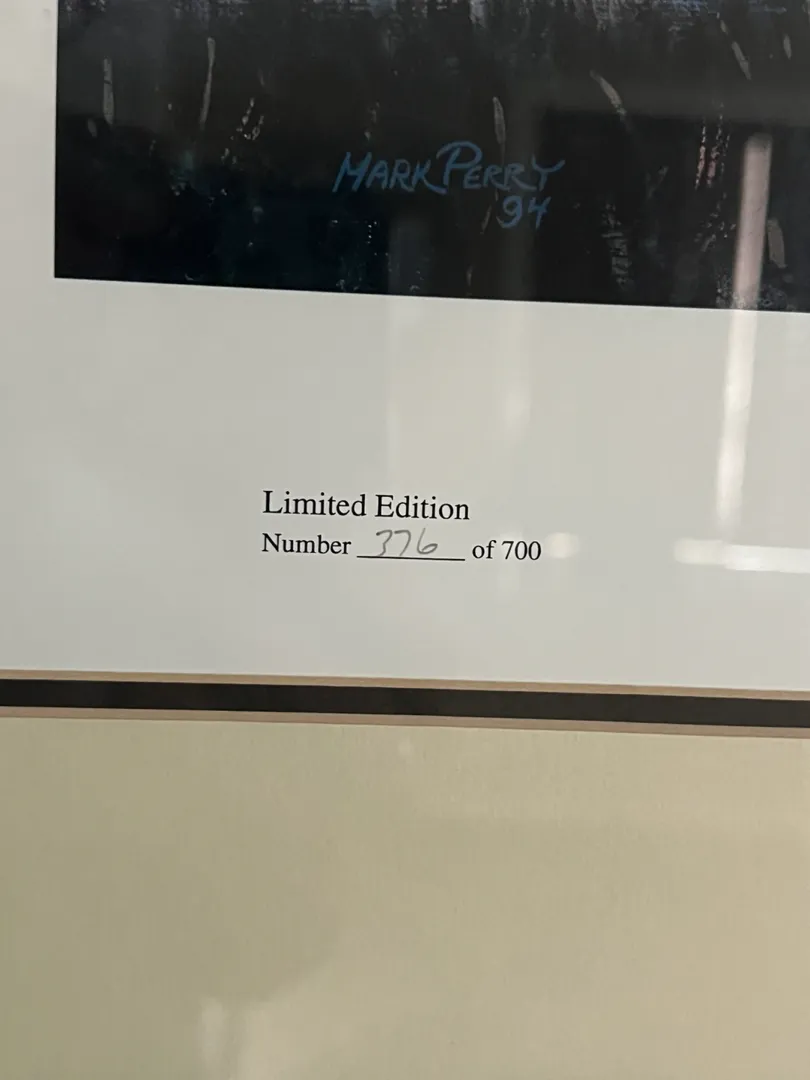 MARK PERRY
'94
Limited Edition
Number 376 of 700